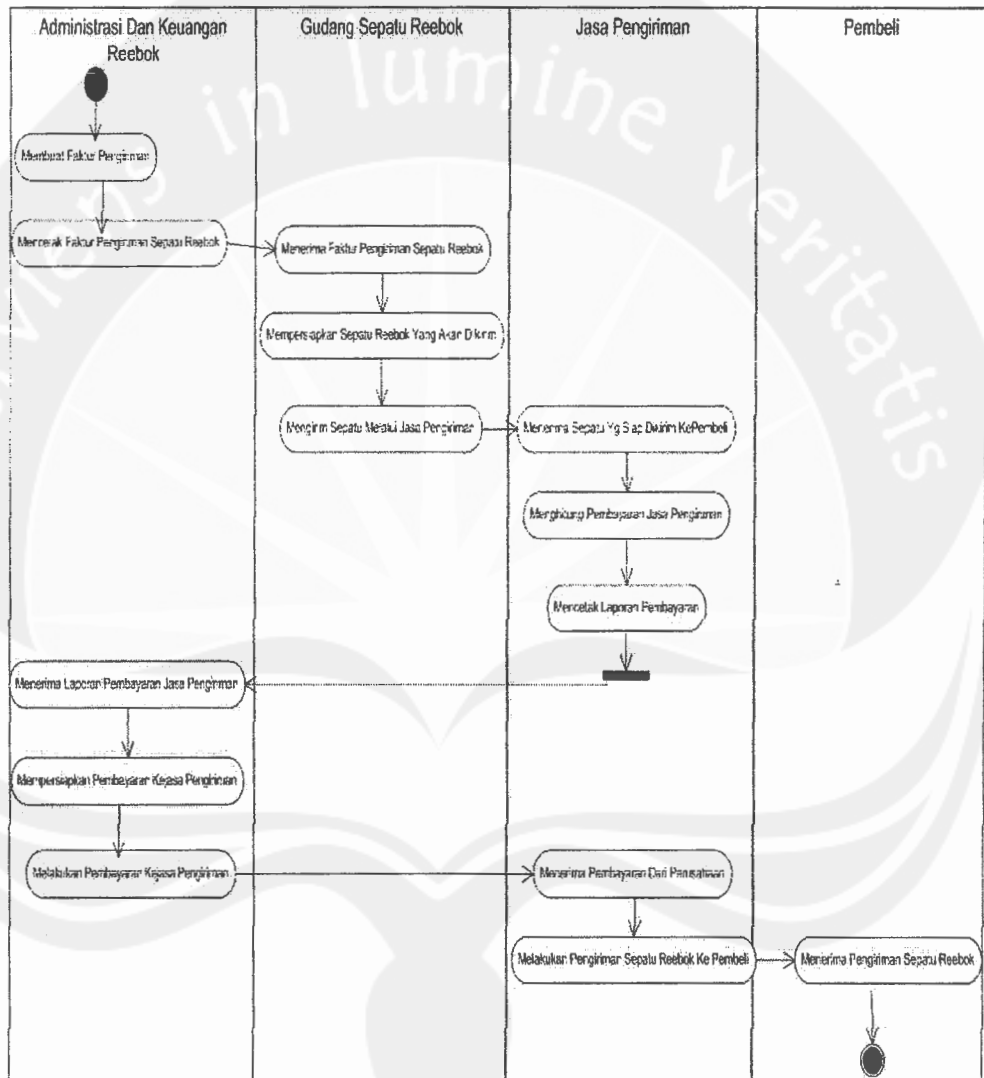 Administrasi Dan Keuangan
Reebok
Gudang Sepatu Reebok
Jasa Pengiriman
Pembeli
Membuat Faktur Pengiriman
Mencetak Faktur Pengiriman Sepatu Reebok
Menerima Faktur Pengiriman Sepatu Reebok
Mempersiapkan Sepatu Reebok Yang Akan Dikirim
Mengirim Sepatu Melalui Jasa Pengiriman
Menerima Sepatu Yg Siap Dikirim KePembeli
Menghitung Pembayaran Jasa Pengiriman
Mencetak Laporan Pembayaran
Menerima Laporan Pembayaran Jasa Pengiriman
Mempersiapkan Pembayaran Kejasa Pengiriman
Melakukan Pembayaran Kejasa Pengiriman
Menerima Pembayaran Dari Perusahaan
Melakukan Pengiriman Sepatu Reebok Ke Pembeli
Menerima Pengiriman Sepatu Reebok
in lumine veritatis